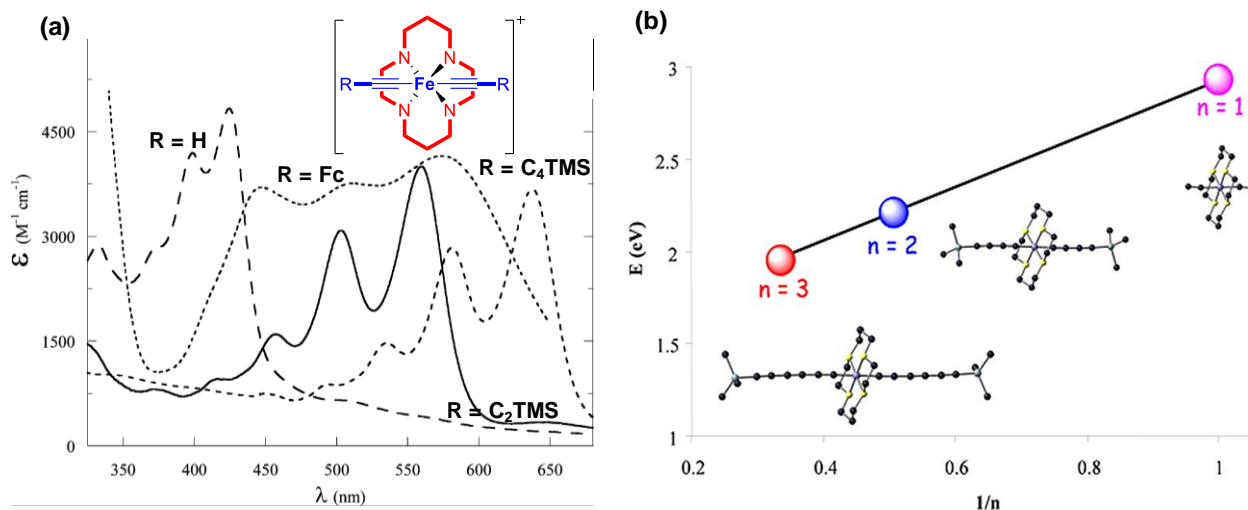 (a)
+
N N
R Fe R
N N
R = H
R = Fc
R = C₄TMS
R = C₂TMS
ε (M⁻¹ cm⁻¹)
4500
3000
1500
0
350 400 450 500 550 600 650
λ (nm)
(b)
E (eV)
3
2.5
2
1.5
1
n = 1
n = 2
n = 3
0.2 0.4 0.6 0.8 1
1/n